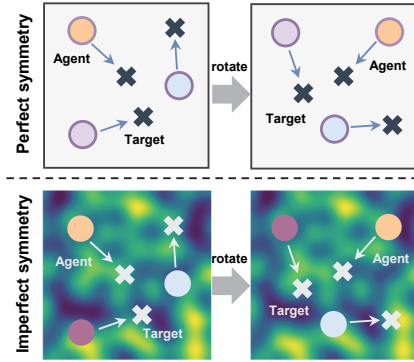 Perfect symmetry
Agent
Target
rotate
Agent
Target
Imperfect symmetry
Agent
Target
rotate
Agent
Target